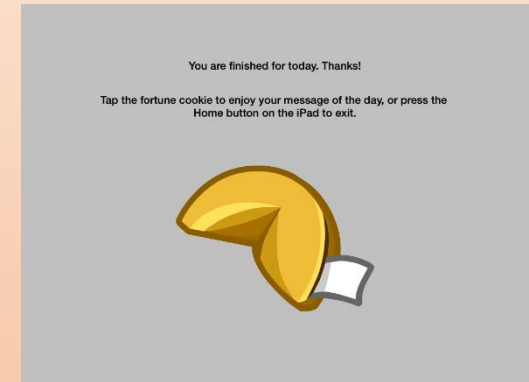 You are finished for today. Thanks!
Tap the fortune cookie to enjoy your message of the day, or press the
Home button on the iPad to exit.